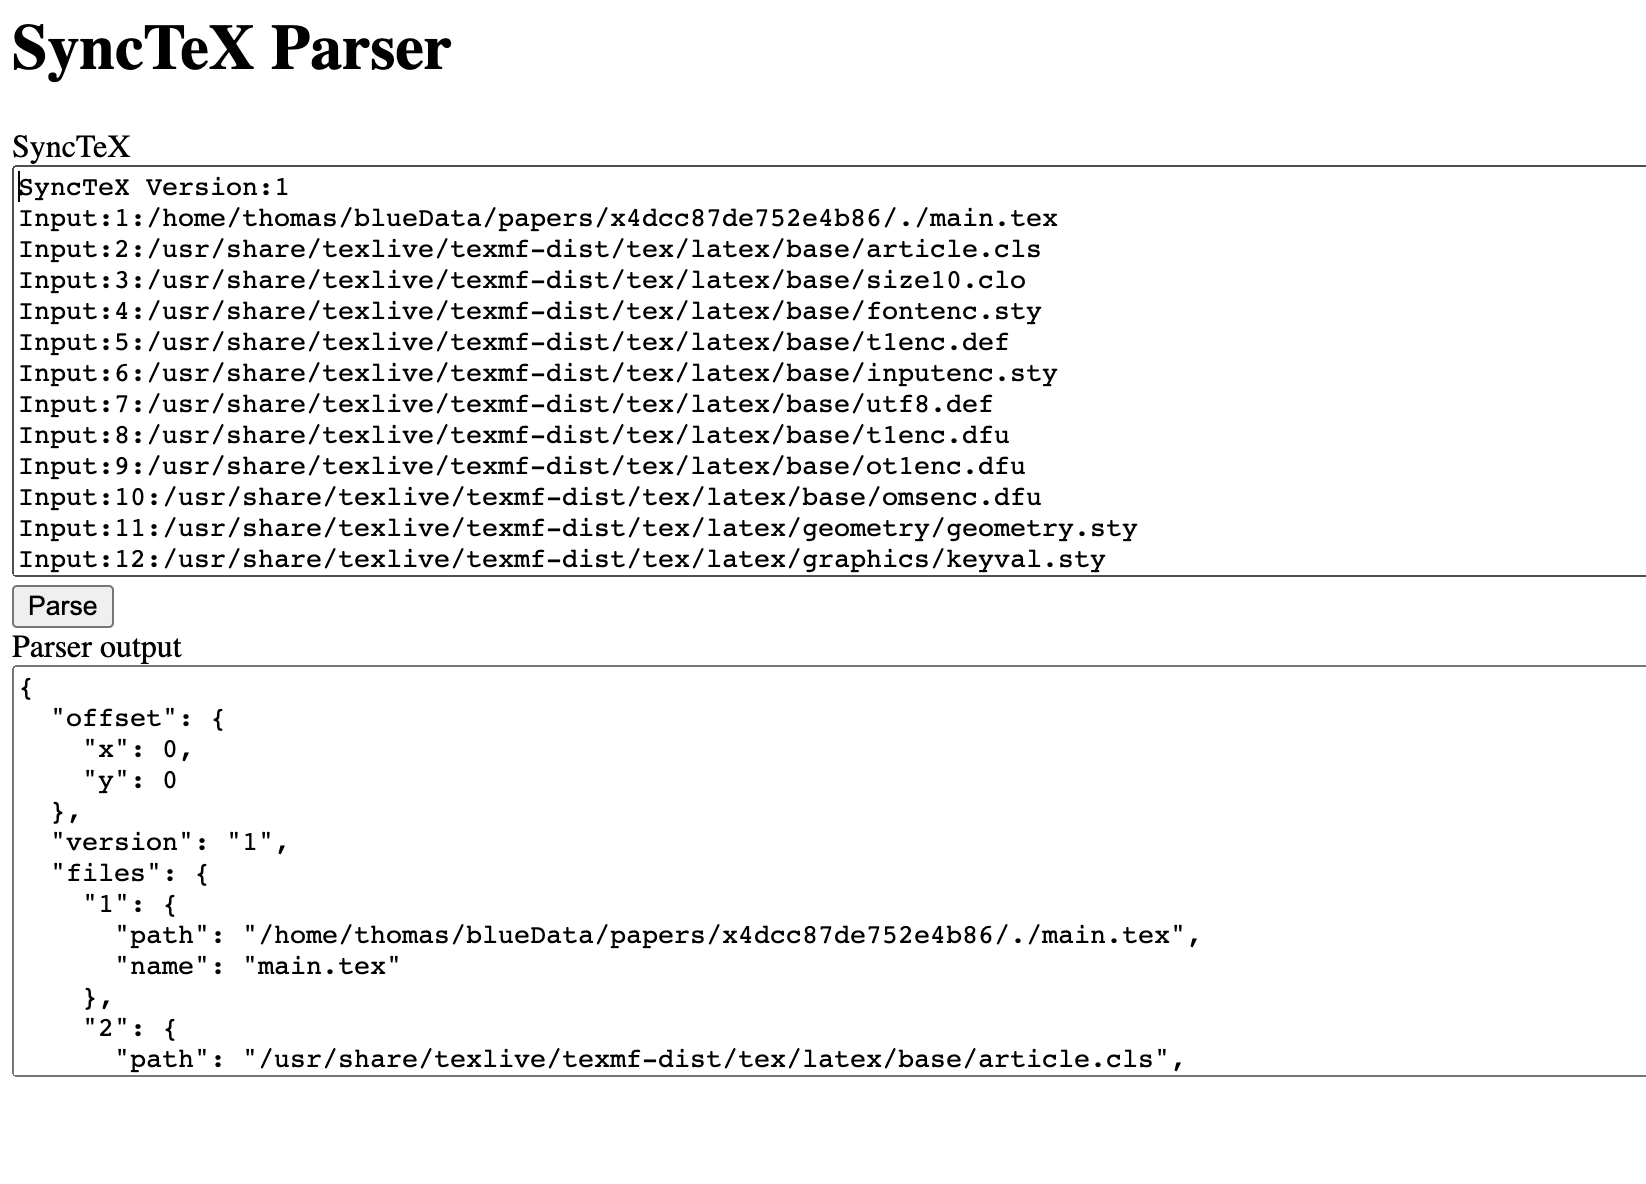 SyncTeX Parser
SyncTeX
SyncTeX Version:1
Input:1:/home/thomas/blueData/papers/x4dcc87de752e4b86/./main.tex
Input:2:/usr/share/texlive/texmf-dist/tex/latex/base/article.cls
Input:3:/usr/share/texlive/texmf-dist/tex/latex/base/size10.clo
Input:4:/usr/share/texlive/texmf-dist/tex/latex/base/fontenc.sty
Input:5:/usr/share/texlive/texmf-dist/tex/latex/base/t1enc.def
Input:6:/usr/share/texlive/texmf-dist/tex/latex/base/inputenc.sty
Input:7:/usr/share/texlive/texmf-dist/tex/latex/base/utf8.def
Input:8:/usr/share/texlive/texmf-dist/tex/latex/base/t1enc.dfu
Input:9:/usr/share/texlive/texmf-dist/tex/latex/base/ot1enc.dfu
Input:10:/usr/share/texlive/texmf-dist/tex/latex/base/omsenc.dfu
Input:11:/usr/share/texlive/texmf-dist/tex/latex/geometry/geometry.sty
Input:12:/usr/share/texlive/texmf-dist/tex/latex/graphics/keyval.sty
Parse
Parser output
{
  "offset": {
    "x": 0,
    "y": 0
  },
  "version": "1",
  "files": {
    "1": {
      "path": "/home/thomas/blueData/papers/x4dcc87de752e4b86/./main.tex",
      "name": "main.tex"
    },
    "2": {
      "path": "/usr/share/texlive/texmf-dist/tex/latex/base/article.cls",